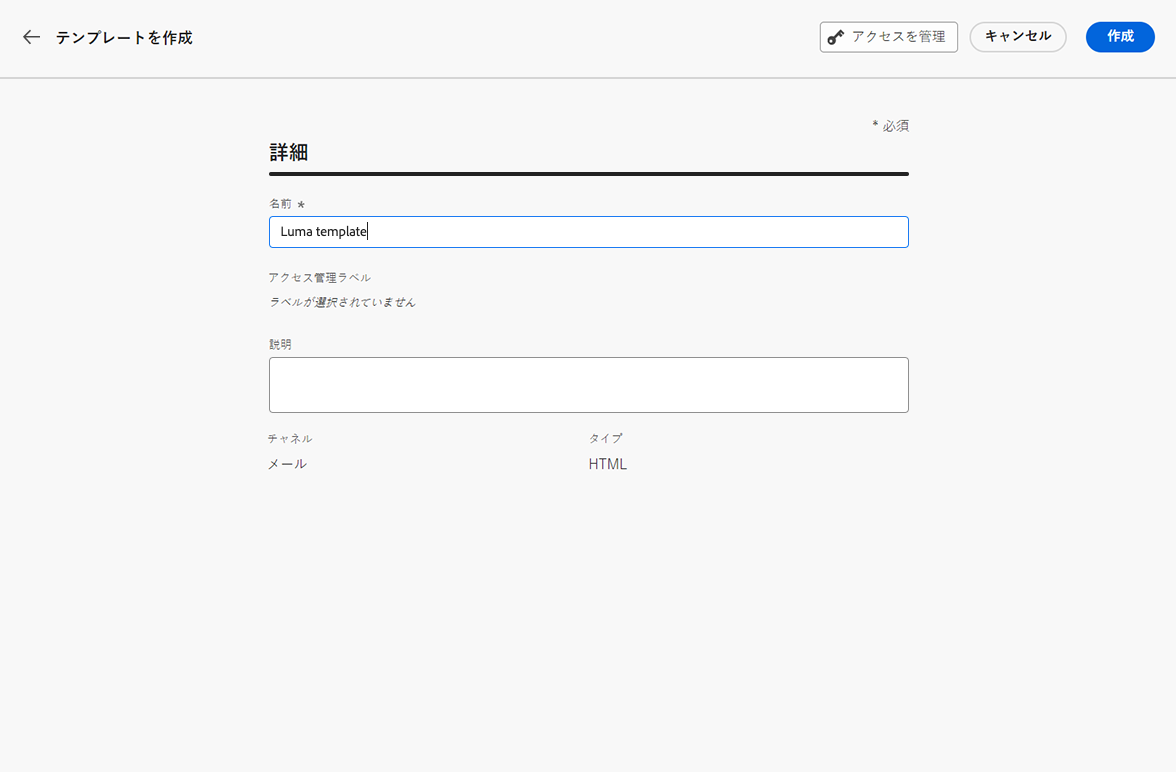 テンプレートを作成
アクセスを管理
キャンセル
作成
* 必須
詳細
名前 *
Luma template
アクセス管理ラベル
ラベルが選択されていません
説明
チャネル
タイプ
メール
HTML